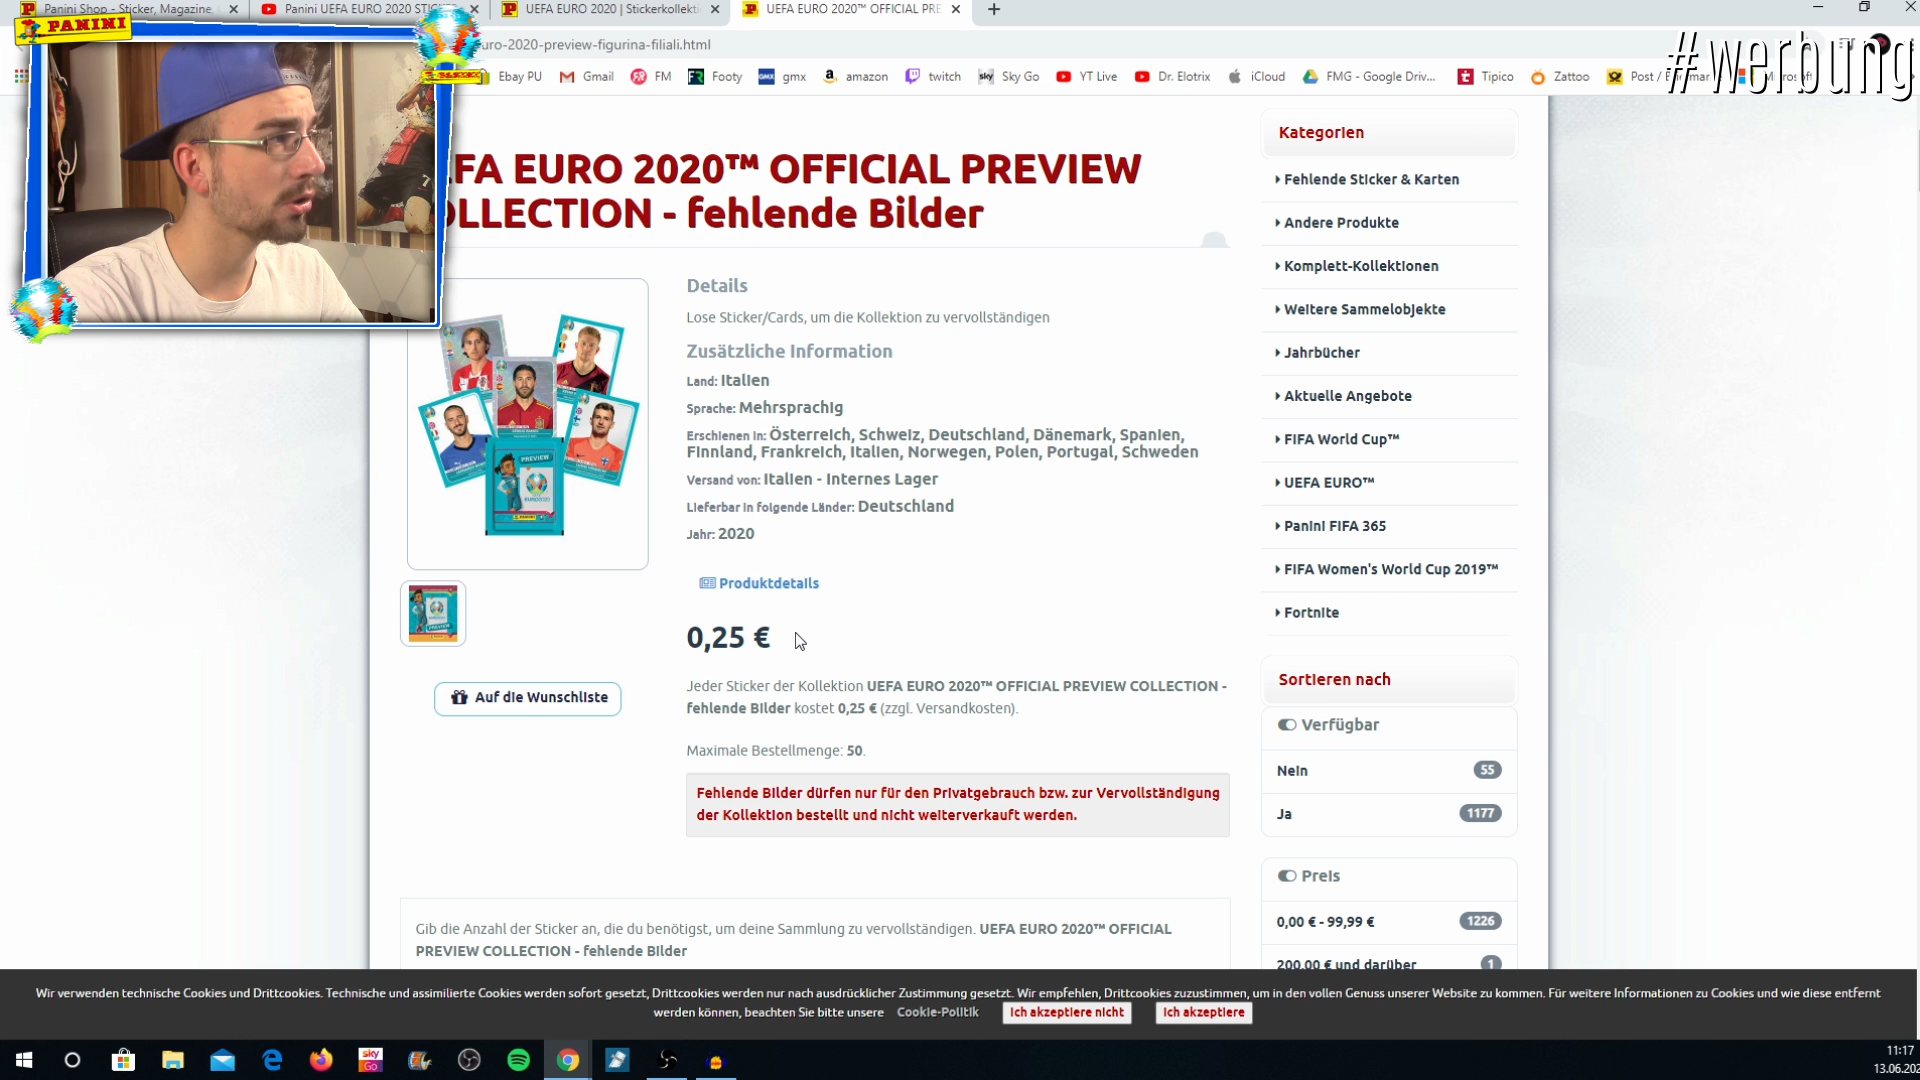 Panini Shop - Sticker, Magazine,
Panini UEFA EURO 2020
UEFA EURO 2020 | Stickerkollekti
UEFA EURO 2020™ OFFICIAL PRE
PANINI
uro-2020-preview-figurina-filiali.html
#werbung
Ebay PU
Gmail
FM
Footy
gmx
amazon
twitch
Sky Go
YT Live
Dr. Elotrix
iCloud
FMG - Google Driv...
Tipico
Zattoo
Post /
FA EURO 2020™ OFFICIAL PREVIEW
OLLECTION - fehlende Bilder
Details
Lose Sticker/Cards, um die Kollektion zu vervollständigen
Zusätzliche Information
Land: Italien
Sprache: Mehrsprachig
Erschienen in: Österreich, Schweiz, Deutschland, Dänemark, Spanien,
Finnland, Frankreich, Italien, Norwegen, Polen, Portugal, Schweden
Versand von: Italien - Internes Lager
Lieferbar in folgende Länder: Deutschland
Jahr: 2020
Produktdetails
0,25 €
PREVIEW
EURO2020
Auf die Wunschliste
Jeder Sticker der Kollektion UEFA EURO 2020™ OFFICIAL PREVIEW COLLECTION -
fehlende Bilder kostet 0,25 € (zzgl. Versandkosten).
Maximale Bestellmenge: 50.
Fehlende Bilder dürfen nur für den Privatgebrauch bzw. zur Vervollständigung
der Kollektion bestellt und nicht weiterverkauft werden.
Gib die Anzahl der Sticker an, die du benötigst, um deine Sammlung zu vervollständigen. UEFA EURO 2020™ OFFICIAL
PREVIEW COLLECTION - fehlende Bilder
Kategorien
Fehlende Sticker & Karten
Andere Produkte
Komplett-Kollektionen
Weitere Sammelobjekte
Jahrbücher
Aktuelle Angebote
FIFA World Cup™
UEFA EURO™
Panini FIFA 365
FIFA Women's World Cup 2019™
Fortnite
Sortieren nach
Verfügbar
Nein 55
Ja 1177
Preis
0,00 € - 99,99 € 1226
200,00 € und darüber 1
Wir verwenden technische Cookies und Drittcookies. Technische und assimilierte Cookies werden sofort gesetzt, Drittcookies werden nur nach ausdrücklicher Zustimmung gesetzt. Wir empfehlen, Drittcookies zuzustimmen, um in den vollen Genuss unserer Website zu kommen. Für weitere Informationen zu Cookies und wie diese entfernt
werden können, beachten Sie bitte unsere Cookie-Politik Ich akzeptiere nicht Ich akzeptiere
sky
Go
11:17
13.06.202